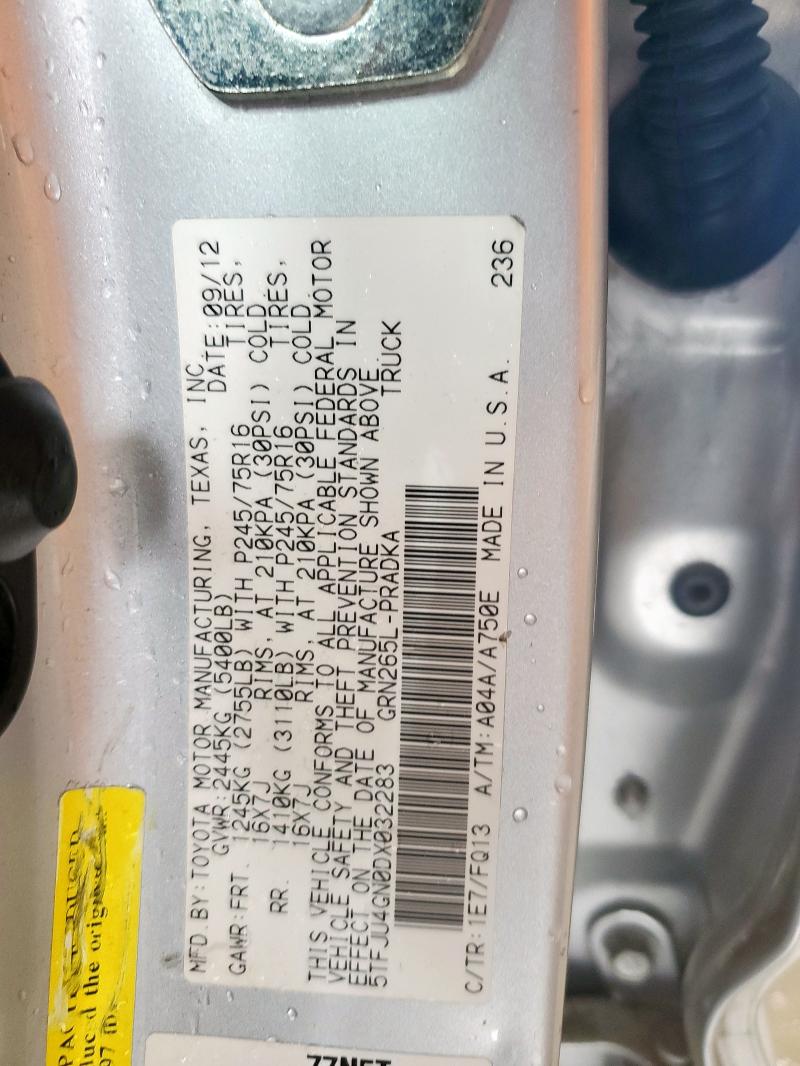 MFD.BY:TOYOTA MOTOR MANUFACTURING, TEXAS, INC.
GVWR:2445KG (5400LB) DATE:09/12
GAWR:FRT. 1245KG (2755LB) WITH P245/75R16 TIRES,
16X7J RIMS, AT 210KPA (30PSI) COLD
RR. 1410KG (3110LB) WITH P245/75R16 TIRES,
16X7J RIMS, AT 210KPA (30PSI) COLD
THIS VEHICLE CONFORMS TO ALL APPLICABLE FEDERAL MOTOR
VEHICLE SAFETY AND THEFT PREVENTION STANDARDS IN
EFFECT ON THE DATE OF MANUFACTURE SHOWN ABOVE.
5TFJU4GN0DX032283 GRN265L-PRADKA TRUCK
C/TR:1E7/FQ13 A/TM:A04A/A750E MADE IN U.S.A. 236
REDUCED
the original